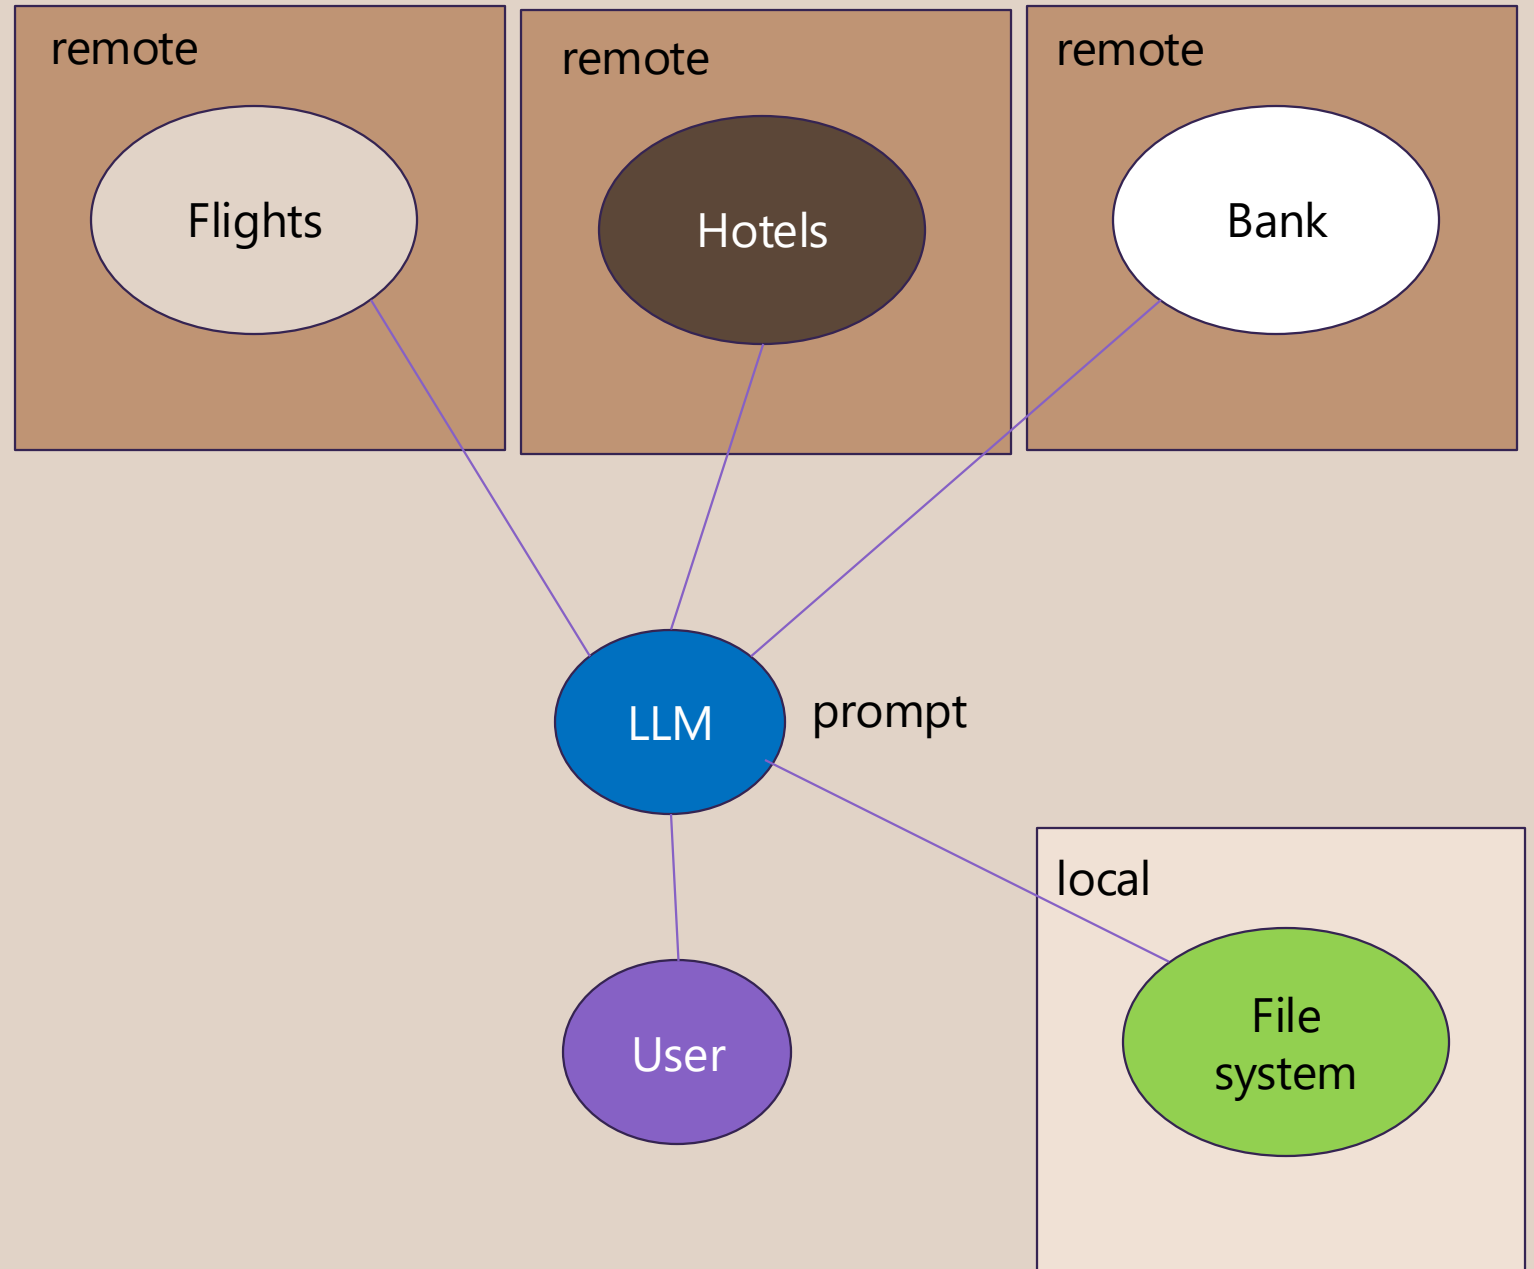 remote
remote
remote
Flights
Hotels
Bank
LLM
prompt
local
File
system
User